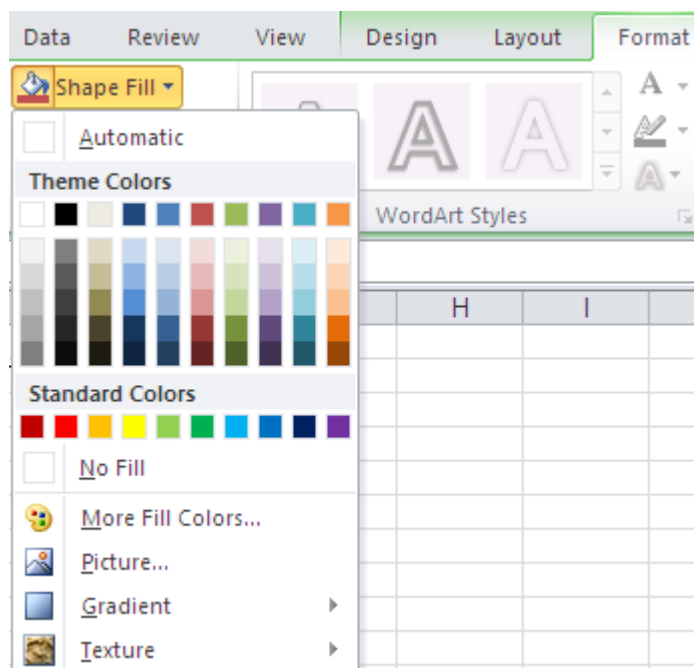 Data Review View Design Layout Format
Shape Fill
A
Automatic
A A A
Theme Colors
A
WordArt Styles
H I
Standard Colors
No Fill
More Fill Colors...
Picture...
Gradient
Texture